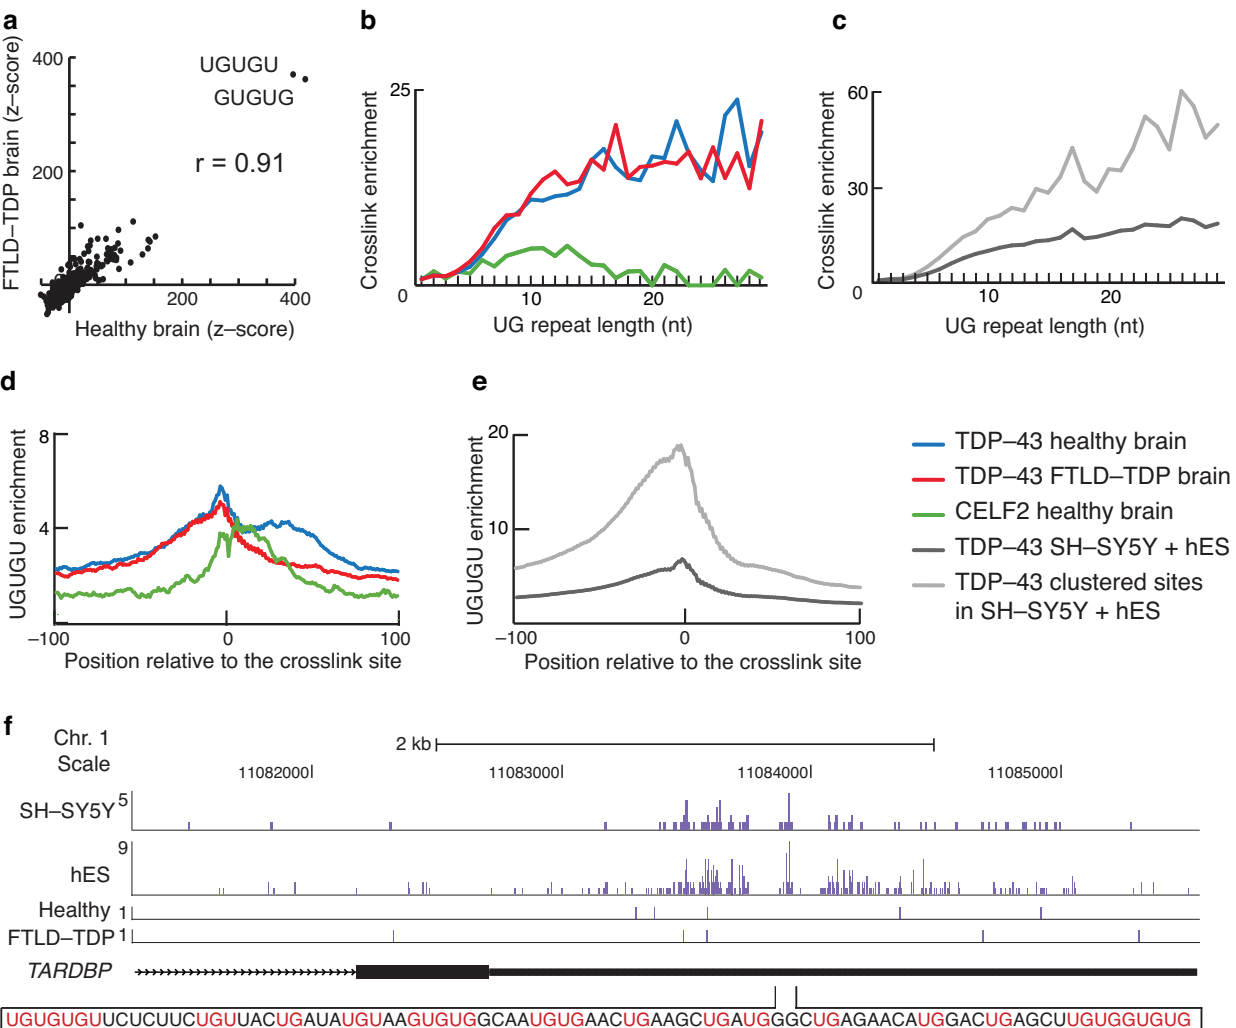 a
b
c
FTLD–TDP brain (z–score)
400
200
UGUGU
GUGUG
r = 0.91
200
400
Healthy brain (z–score)
Crosslink enrichment
25
0
10
20
UG repeat length (nt)
Crosslink enrichment
60
30
0
10
20
UG repeat length (nt)
d
e
UGUGU enrichment
8
4
–100
0
100
Position relative to the crosslink site
UGUGU enrichment
20
10
–100
0
100
Position relative to the crosslink site
TDP–43 healthy brain
TDP–43 FTLD–TDP brain
CELF2 healthy brain
TDP–43 SH–SY5Y + hES
TDP–43 clustered sites
in SH–SY5Y + hES
f
Chr. 1
Scale
2 kb
11082000
11083000
11084000
11085000
SH–SY5Y
5
hES
9
Healthy
1
FTLD–TDP
1
TARDBP
UGUGUGUUCUCUUCUGUUACUGAUAUGUAAGUGUGGCAAUGUGAACUGAAGCUGAUGGGCUGAGAACAUGGACUGAGCUUGUGGUGUG